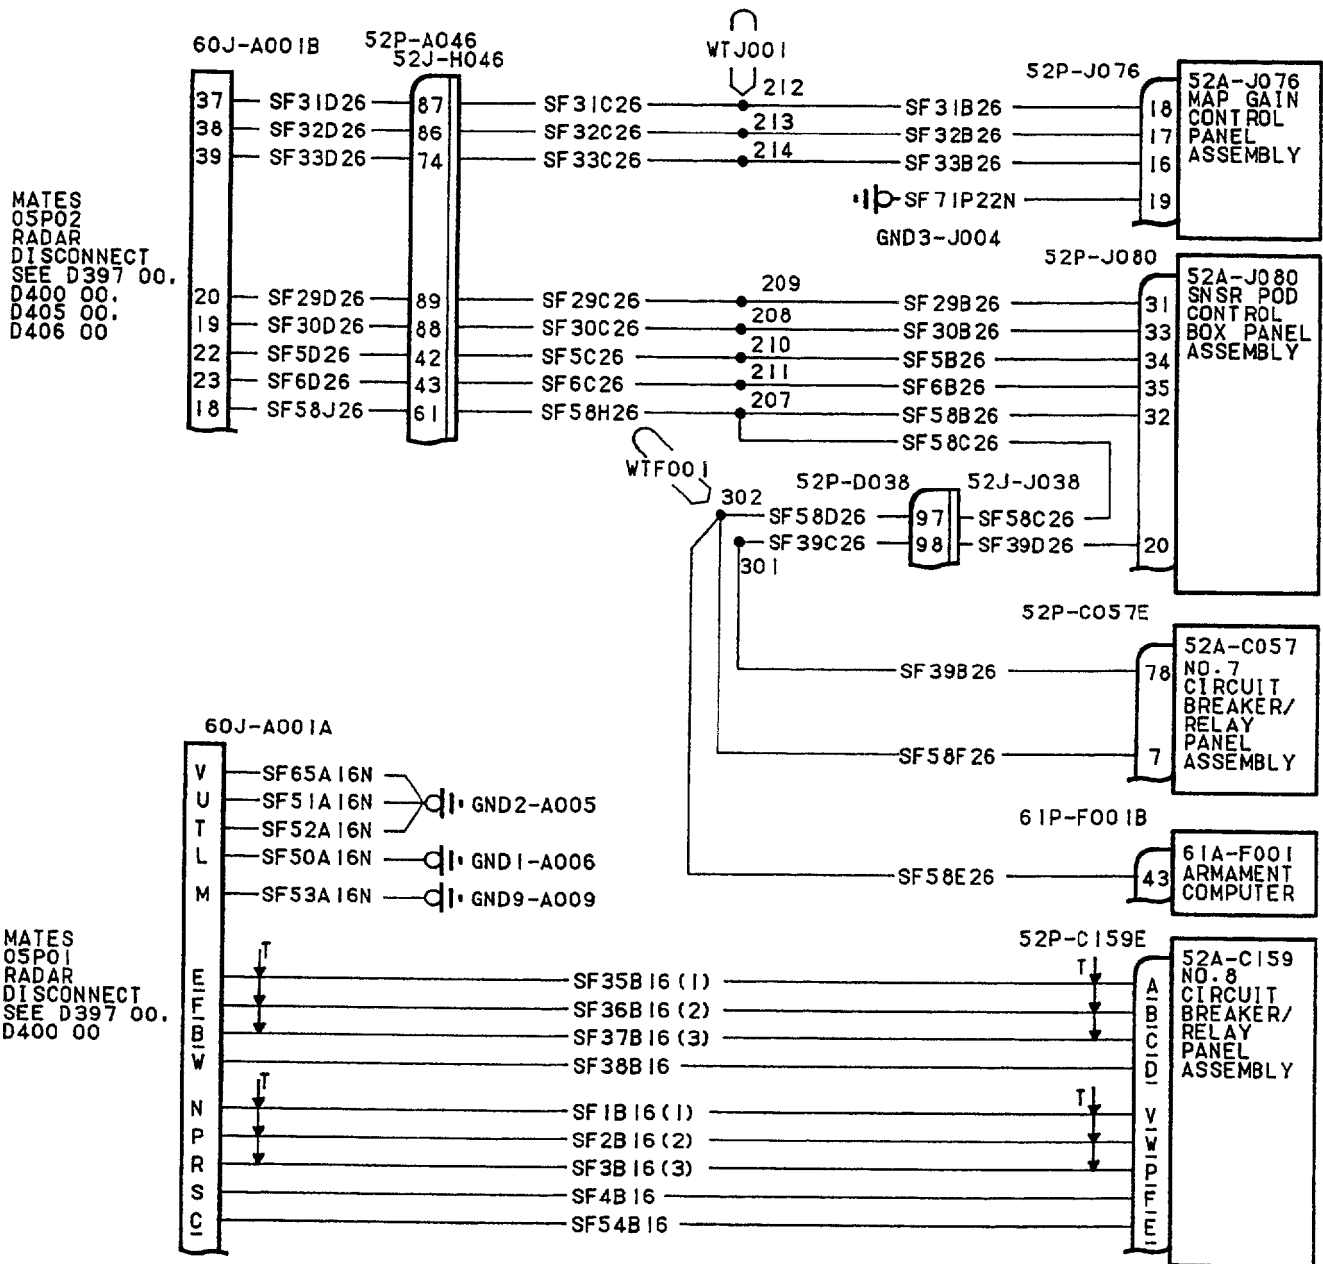 60J-A001B
52P-A046
52J-H046
WTJ001
52P-J076
52A-J076
MAP GAIN
CONTROL
PANEL
ASSEMBLY
37 SF31D26 87 SF31C26 212 SF31B26 18
38 SF32D26 86 SF32C26 213 SF32B26 17
39 SF33D26 74 SF33C26 214 SF33B26 16
SF71P22N 19
GND3-J004
MATES
05P02
RADAR
DISCONNECT
SEE D397 00.
D400 00.
D405 00.
D406 00
52P-J080
52A-J080
SNSR POD
CONTROL
BOX PANEL
ASSEMBLY
20 SF29D26 89 SF29C26 209 SF29B26 31
19 SF30D26 88 SF30C26 208 SF30B26 33
22 SF5D26 42 SF5C26 210 SF5B26 34
23 SF6D26 43 SF6C26 211 SF6B26 35
18 SF58J26 61 SF58H26 207 SF58B26 32
SF58C26
WTF001
52P-D038
52J-J038
302 SF58D26 97 SF58C26
SF39C26 98 SF39D26 20
301
52P-C057E
52A-C057
NO.7
CIRCUIT
BREAKER/
RELAY
PANEL
ASSEMBLY
SF39B26 78
SF58F26 7
60J-A001A
V SF65A16N
U SF51A16N GND2-A005
T SF52A16N
L SF50A16N GND1-A006
M SF53A16N GND9-A009
61P-F001B
61A-F001
ARMAMENT
COMPUTER
SF58E26 43
MATES
05P01
RADAR
DISCONNECT
SEE D397 00.
D400 00
52P-C159E
52A-C159
NO.8
CIRCUIT
BREAKER/
RELAY
PANEL
ASSEMBLY
T T
E SF35B16(1) A
F SF36B16(2) B
B SF37B16(3) C
W SF38B16 D
T T
N SF1B16(1) V
P SF2B16(2) W
R SF3B16(3) P
S SF4B16 F
C SF54B16 E